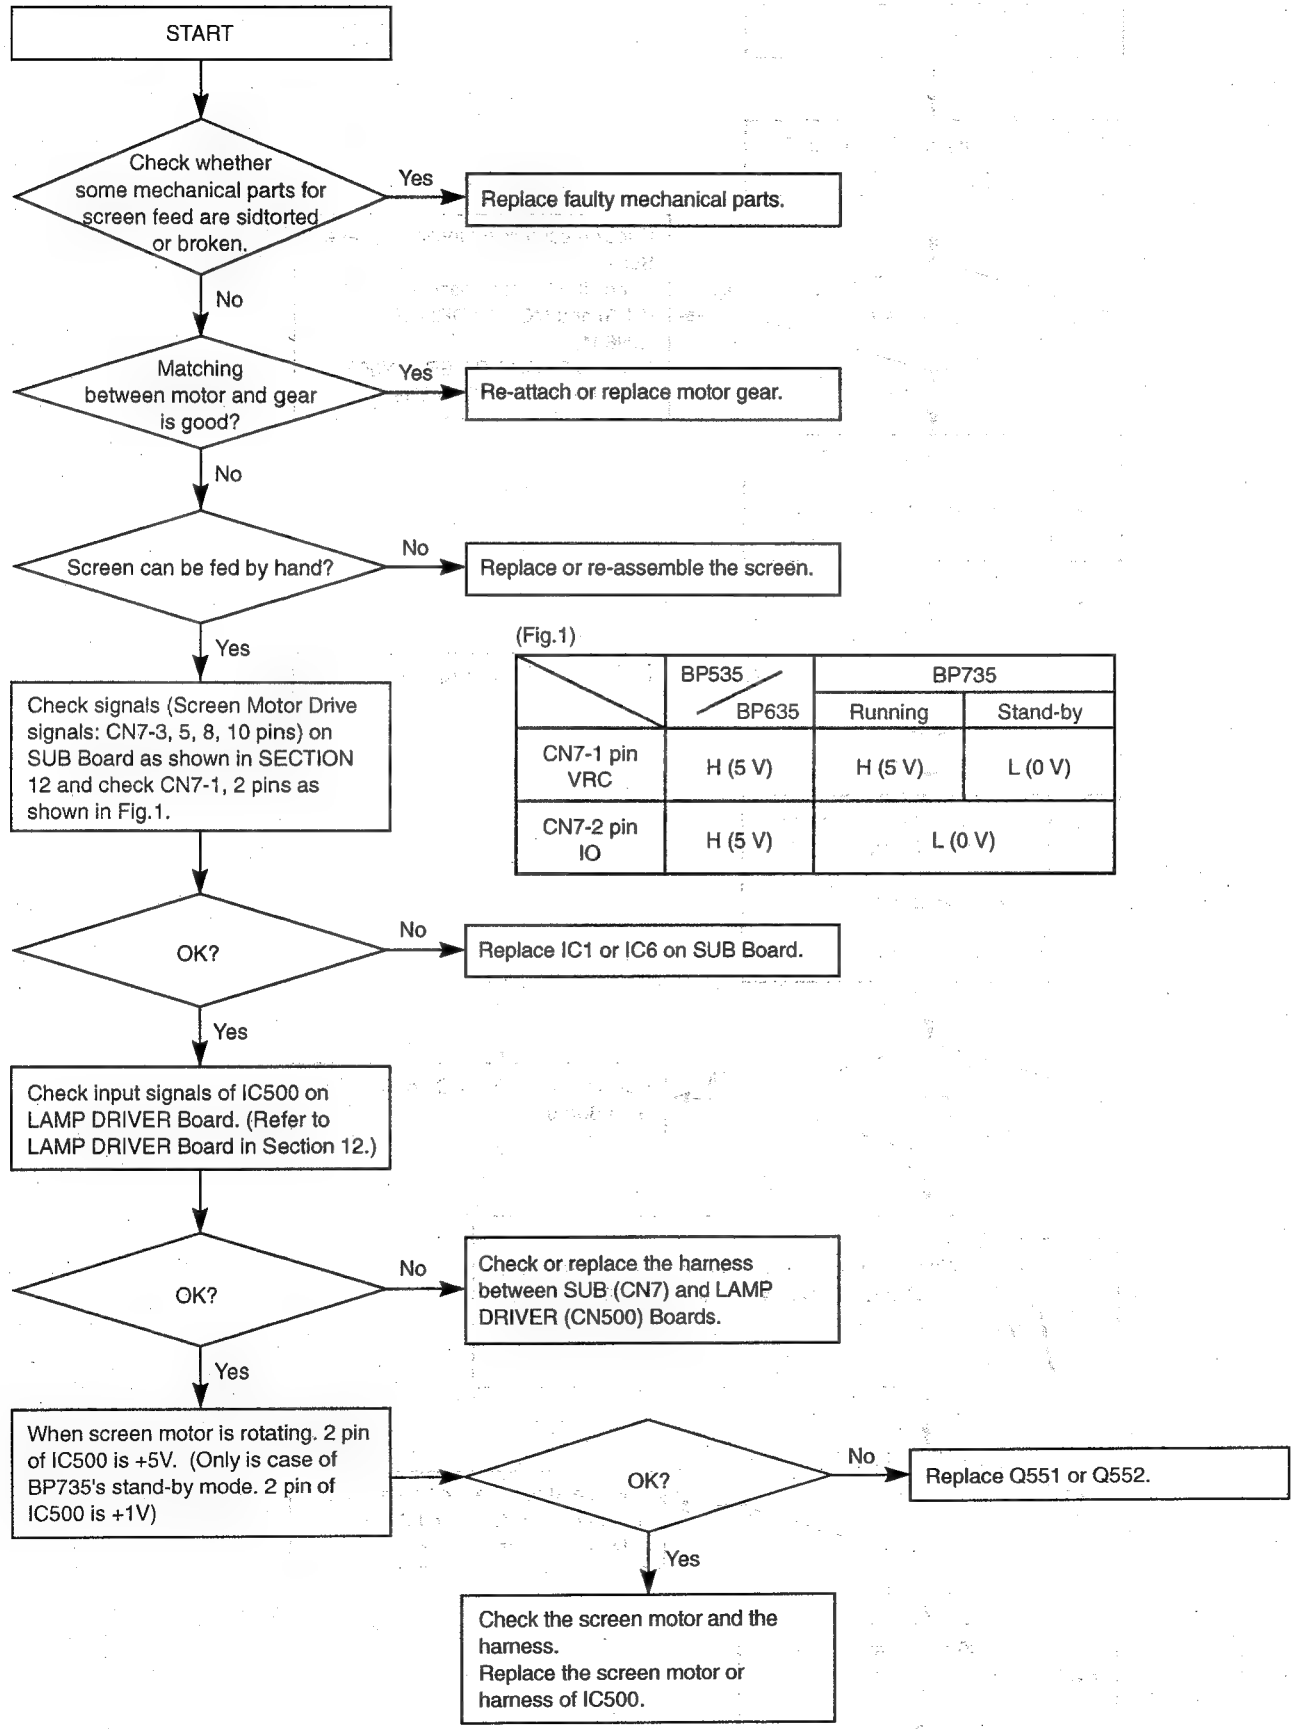 START
Check whether
some mechanical parts for
screen feed are sidtorted
or broken.
Yes
Replace faulty mechanical parts.
No
Matching
between motor and gear
is good?
Yes
Re-attach or replace motor gear.
No
Screen can be fed by hand?
No
Replace or re-assemble the screen.
Yes
Check signals (Screen Motor Drive
signals: CN7-3, 5, 8, 10 pins) on
SUB Board as shown in SECTION
12 and check CN7-1, 2 pins as
shown in Fig.1.
(Fig.1)
BP535
BP635
BP735
Running
Stand-by
CN7-1 pin
VRC
H (5 V)
H (5 V)
L (0 V)
CN7-2 pin
IO
H (5 V)
L (0 V)
OK?
No
Replace IC1 or IC6 on SUB Board.
Yes
Check input signals of IC500 on
LAMP DRIVER Board. (Refer to
LAMP DRIVER Board in Section 12.)
OK?
No
Check or replace the harness
between SUB (CN7) and LAMP
DRIVER (CN500) Boards.
Yes
When screen motor is rotating. 2 pin
of IC500 is +5V. (Only is case of
BP735's stand-by mode. 2 pin of
IC500 is +1V)
OK?
No
Replace Q551 or Q552.
Yes
Check the screen motor and the
harness.
Replace the screen motor or
harness of IC500.